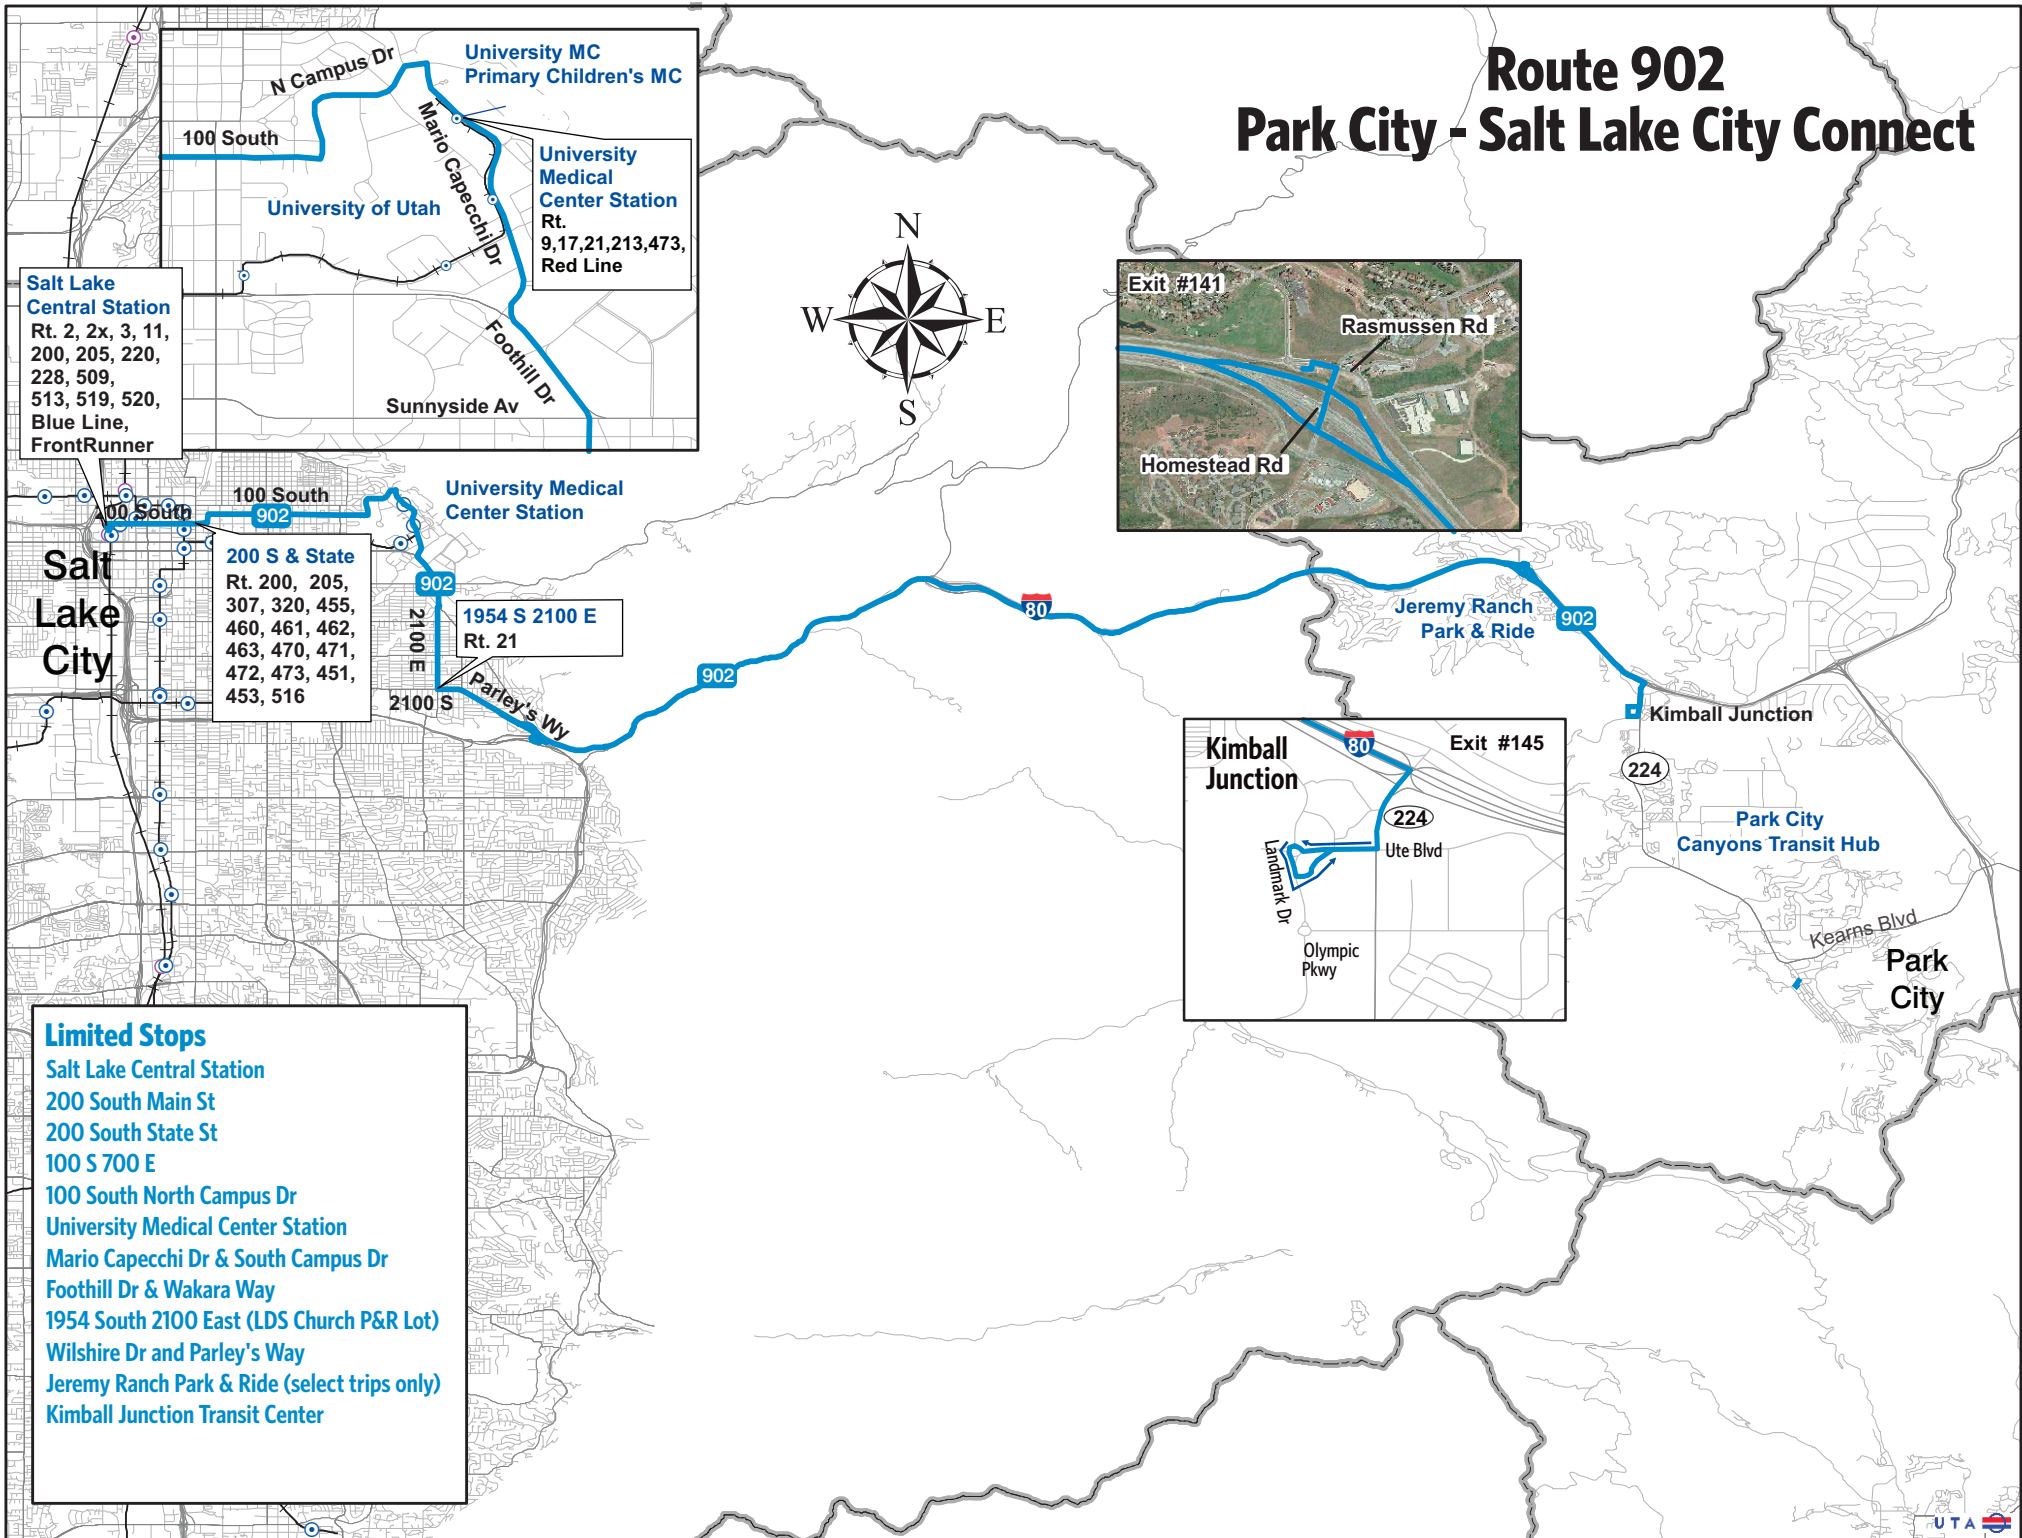 Route 902
Park City - Salt Lake City Connect
N Campus Dr
University MC
Primary Children's MC
100 South
Mario Capecchi Dr
University
Medical
Center Station
Rt.
9,17,21,213,473,
Red Line
University of Utah
Foothill Dr
Sunnyside Av
Salt Lake
Central Station
Rt. 2, 2x, 3, 11,
200, 205, 220,
228, 509,
513, 519, 520,
Blue Line,
FrontRunner
N
W
E
S
Exit #141
Rasmussen Rd
Homestead Rd
100 South
902
200 South
University Medical
Center Station
Salt
Lake
City
200 S & State
Rt. 200, 205,
307, 320, 455,
460, 461, 462,
463, 470, 471,
472, 473, 451,
453, 516
902
2100 E
1954 S 2100 E
Rt. 21
2100 S
Parley's Wy
902
80
Jeremy Ranch
Park & Ride
902
Kimball Junction
224
Kimball
Junction
80
Exit #145
224
Ute Blvd
Landmark Dr
Olympic
Pkwy
Park City
Canyons Transit Hub
Kearns Blvd
Park
City
Limited Stops
Salt Lake Central Station
200 South Main St
200 South State St
100 S 700 E
100 South North Campus Dr
University Medical Center Station
Mario Capecchi Dr & South Campus Dr
Foothill Dr & Wakara Way
1954 South 2100 East (LDS Church P&R Lot)
Wilshire Dr and Parley's Way
Jeremy Ranch Park & Ride (select trips only)
Kimball Junction Transit Center
UTA